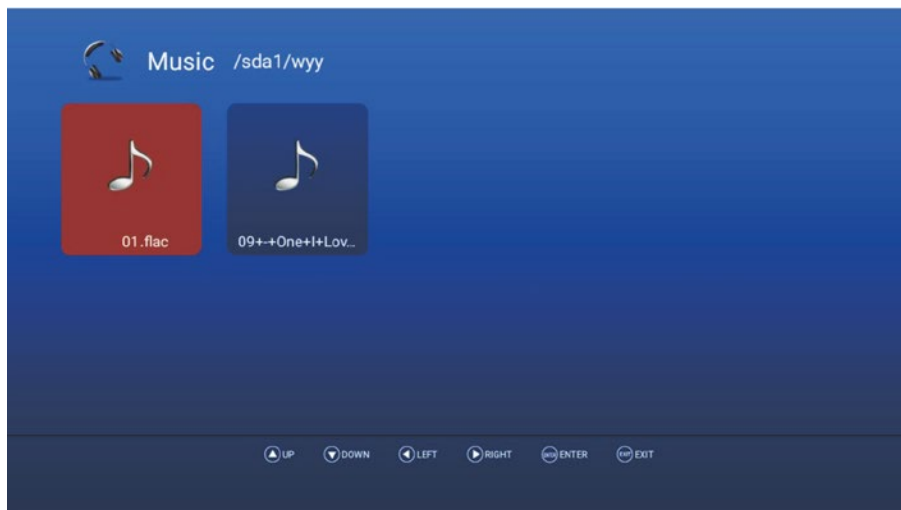 Music /sda1/wyy
01.flac 09+-+One+I+Lov...
UP DOWN LEFT RIGHT ENTER EXIT